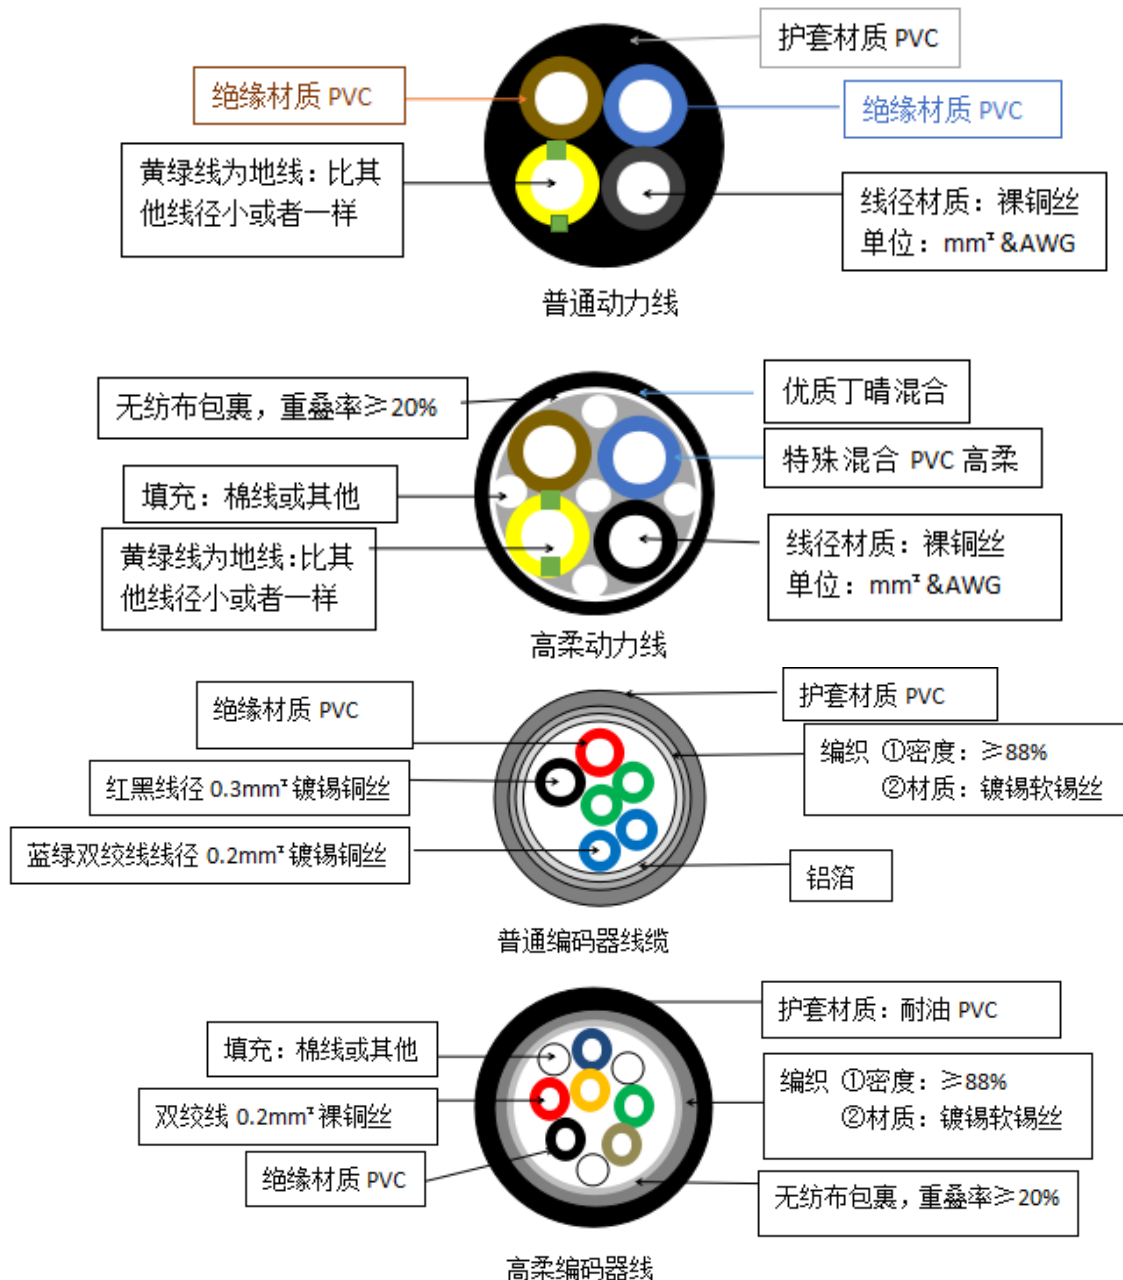 护套材质 PVC
绝缘材质 PVC
绝缘材质 PVC
黄绿线为地线：比其
他线径小或者一样
线径材质：裸铜丝
单位：mm² &AWG
普通动力线
无纺布包裹，重叠率≥20%
优质丁晴混合
特殊混合 PVC 高柔
填充：棉线或其他
黄绿线为地线:比其
他线径小或者一样
线径材质：裸铜丝
单位：mm² &AWG
高柔动力线
绝缘材质 PVC
护套材质 PVC
编织 ①密度：≥88%
②材质：镀锡软锡丝
红黑线径 0.3mm² 镀锡铜丝
蓝绿双绞线线径 0.2mm² 镀锡铜丝
铝箔
普通编码器线缆
护套材质：耐油 PVC
填充：棉线或其他
编织 ①密度：≥88%
②材质：镀锡软锡丝
双绞线 0.2mm² 裸铜丝
绝缘材质 PVC
无纺布包裹，重叠率≥20%
高柔编码器线